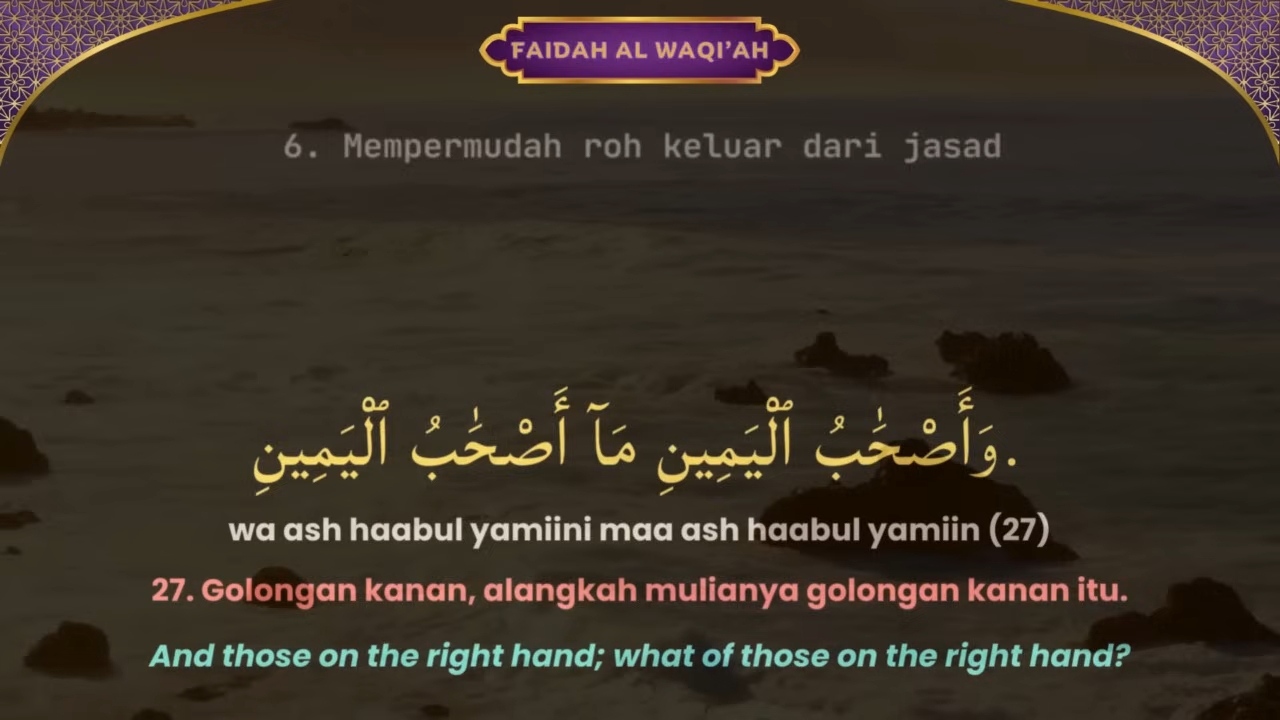 FAIDAH AL WAQI’AH
6. Mempermudah roh keluar dari jasad
وَأَصْحَٰبُ ٱلْيَمِينِ مَآ أَصْحَٰبُ ٱلْيَمِينِ.
wa ash haabul yamiini maa ash haabul yamiin (27)
27. Golongan kanan, alangkah mulianya golongan kanan itu.
And those on the right hand; what of those on the right hand?